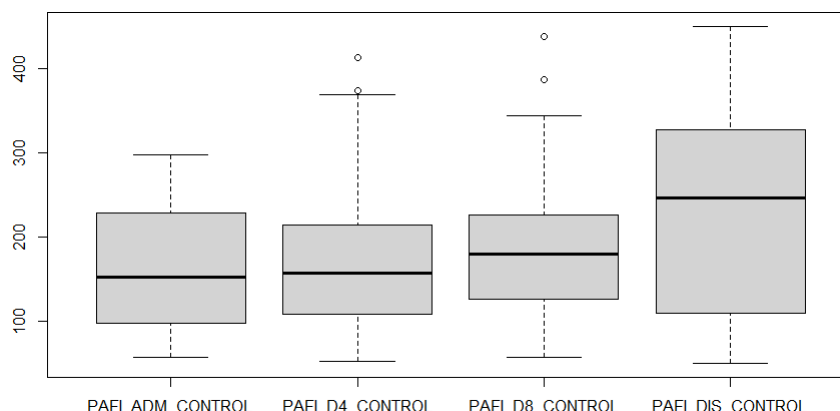 400
300
200
100
PAFI_ADM_CONTROL PAFI_D4_CONTROL PAFI_D8_CONTROL PAFI_DIS_CONTROL